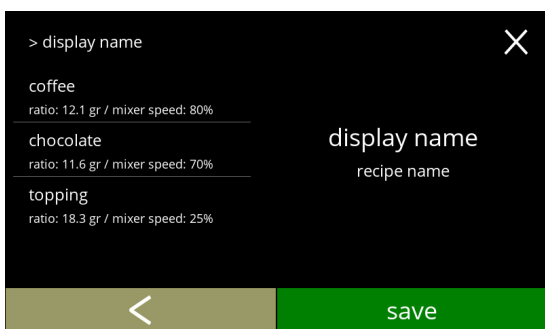 > display name
coffee
ratio: 12.1 gr / mixer speed: 80%
chocolate
ratio: 11.6 gr / mixer speed: 70%
topping
ratio: 18.3 gr / mixer speed: 25%
display name
recipe name
save